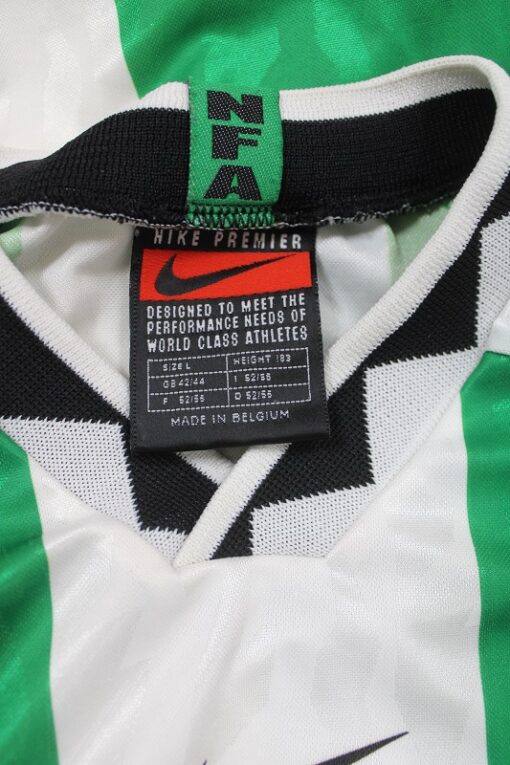 NFA
NIKE PREMIER
DESIGNED TO MEET THE
PERFORMANCE NEEDS OF
WORLD CLASS ATHLETES
SIZE L HEIGHT 183
GB 42/44 I 52/56
F 52/56 D 52/56
MADE IN BELGIUM